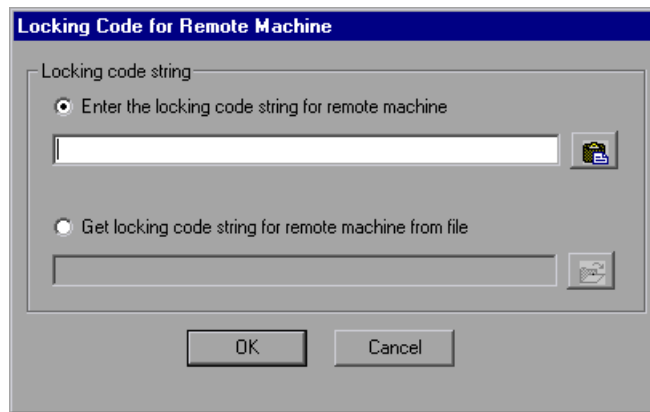 Locking Code for Remote Machine
Locking code string
Enter the locking code string for remote machine
Get locking code string for remote machine from file
OK
Cancel